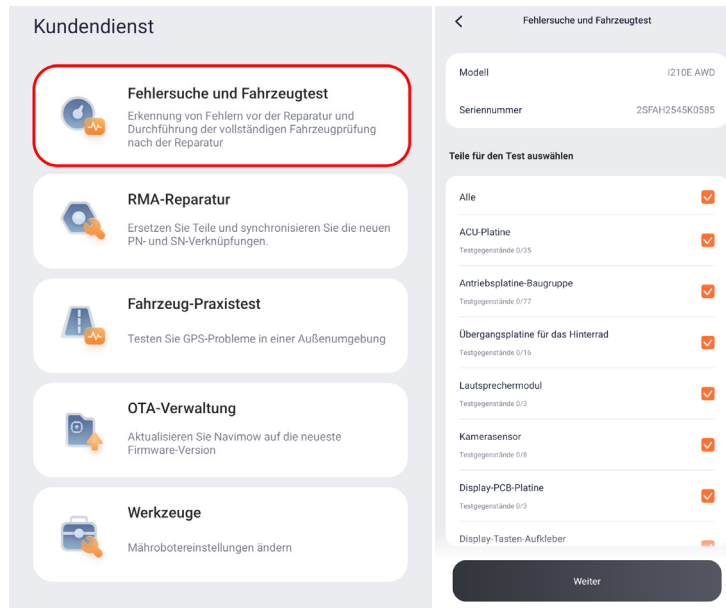 Kundendienst
Fehlersuche und Fahrzeugtest
Erkennung von Fehlern vor der Reparatur und
Durchführung der vollständigen Fahrzeugprüfung
nach der Reparatur
RMA-Reparatur
Ersetzen Sie Teile und synchronisieren Sie die neuen
PN- und SN-Verknüpfungen.
Fahrzeug-Praxistest
Testen Sie GPS-Probleme in einer Außenumgebung
OTA-Verwaltung
Aktualisieren Sie Navimow auf die neueste
Firmware-Version
Werkzeuge
Mährobotereinstellungen ändern
Fehlersuche und Fahrzeugtest
Modell i210E AWD
Seriennummer 2SFAH2545K0585
Teile für den Test auswählen
Alle
ACU-Platine
Testgegenstände 0/35
Antriebsplatine-Baugruppe
Testgegenstände 0/77
Übergangsplatine für das Hinterrad
Testgegenstände 0/16
Lautsprechermodul
Testgegenstände 0/3
Kamerasensor
Testgegenstände 0/8
Display-PCB-Platine
Testgegenstände 0/3
Display-Tasten-Aufkleber
Weiter